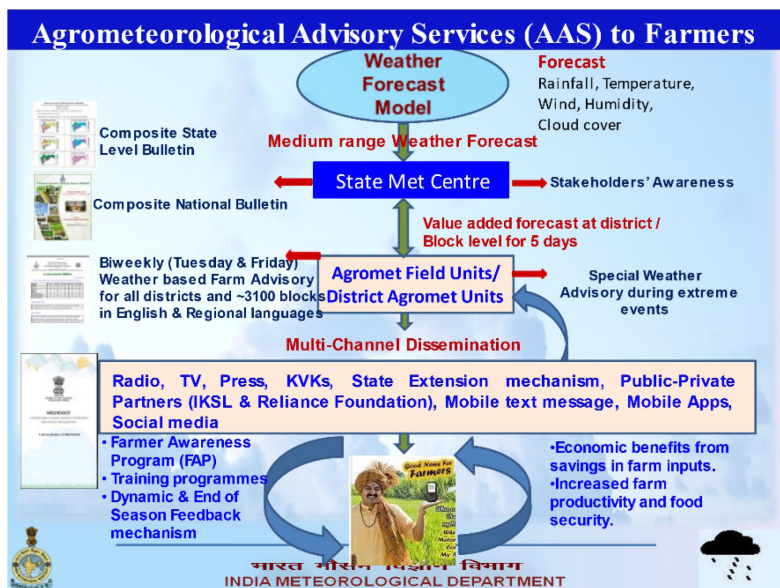 Agrometeorological Advisory Services (AAS) to Farmers
Weather
Forecast
Model
Forecast
Rainfall, Temperature,
Wind, Humidity,
Cloud cover
Composite State
Level Bulletin
Medium range Weather Forecast
State Met Centre
Stakeholders' Awareness
Composite National Bulletin
Value added forecast at district /
Block level for 5 days
Biweekly (Tuesday & Friday)
Weather based Farm Advisory
for all districts and ~3100 blocks
in English & Regional languages
Agromet Field Units/
District Agromet Units
Special Weather
Advisory during extreme
events
Multi-Channel Dissemination
Radio, TV, Press, KVKs, State Extension mechanism, Public-Private
Partners (IKSL & Reliance Foundation), Mobile text message, Mobile Apps,
Social media
• Farmer Awareness
Program (FAP)
• Training programmes
• Dynamic & End of
Season Feedback
mechanism
Good News For
Farmers
•Economic benefits from
savings in farm inputs.
•Increased farm
productivity and food
security.
भारत मौसम विज्ञान विभाग
INDIA METEOROLOGICAL DEPARTMENT